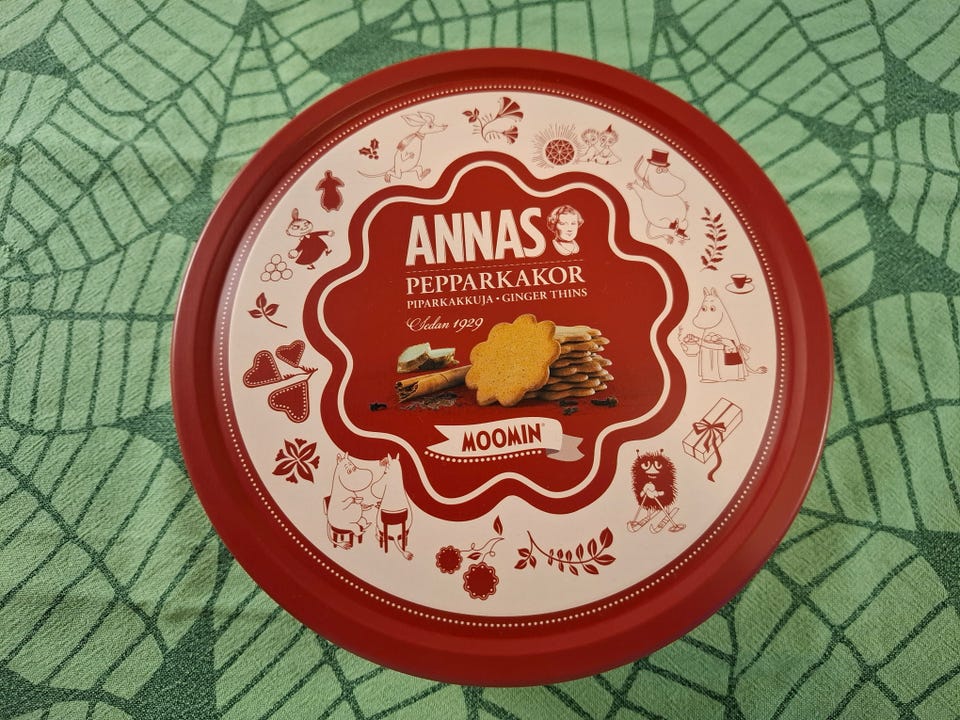 ANNAS
PEPPARKAKOR
PIPARKAKKUJA • GINGER THINS
Sedan 1929
MOOMIN